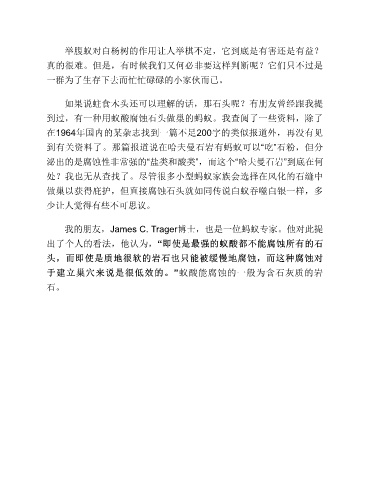 举腹蚁对白杨树的作用让人举棋不定，它到底是有害还是有益？
真的很难。但是，有时候我们又何必非要这样判断呢？它们只不过是
一群为了生存下去而忙忙碌碌的小家伙而已。
如果说蛀食木头还可以理解的话，那石头呢？有朋友曾经跟我提
到过，有一种用蚁酸腐蚀石头做巢的蚂蚁。我查阅了一些资料，除了
在1964年国内的某杂志找到一篇不足200字的类似报道外，再没有见
到有关资料了。那篇报道说在哈夫曼石岩有蚂蚁可以“吃”石粉，但分
泌出的是腐蚀性非常强的“盐类和酸类”，而这个“哈夫曼石岩”到底在何
处？我也无从查找了。尽管很多小型蚂蚁家族会选择在风化的石缝中
做巢以获得庇护，但直接腐蚀石头就如同传说白蚁吞噬白银一样，多
少让人觉得有些不可思议。
我的朋友，James C. Trager博士，也是一位蚂蚁专家。他对此提
出了个人的看法，他认为，“即使是最强的蚁酸都不能腐蚀所有的石
头，而即使是质地很软的岩石也只能被缓慢地腐蚀，而这种腐蚀对
于建立巢穴来说是很低效的。”蚁酸能腐蚀的一般为含石灰质的岩
石。